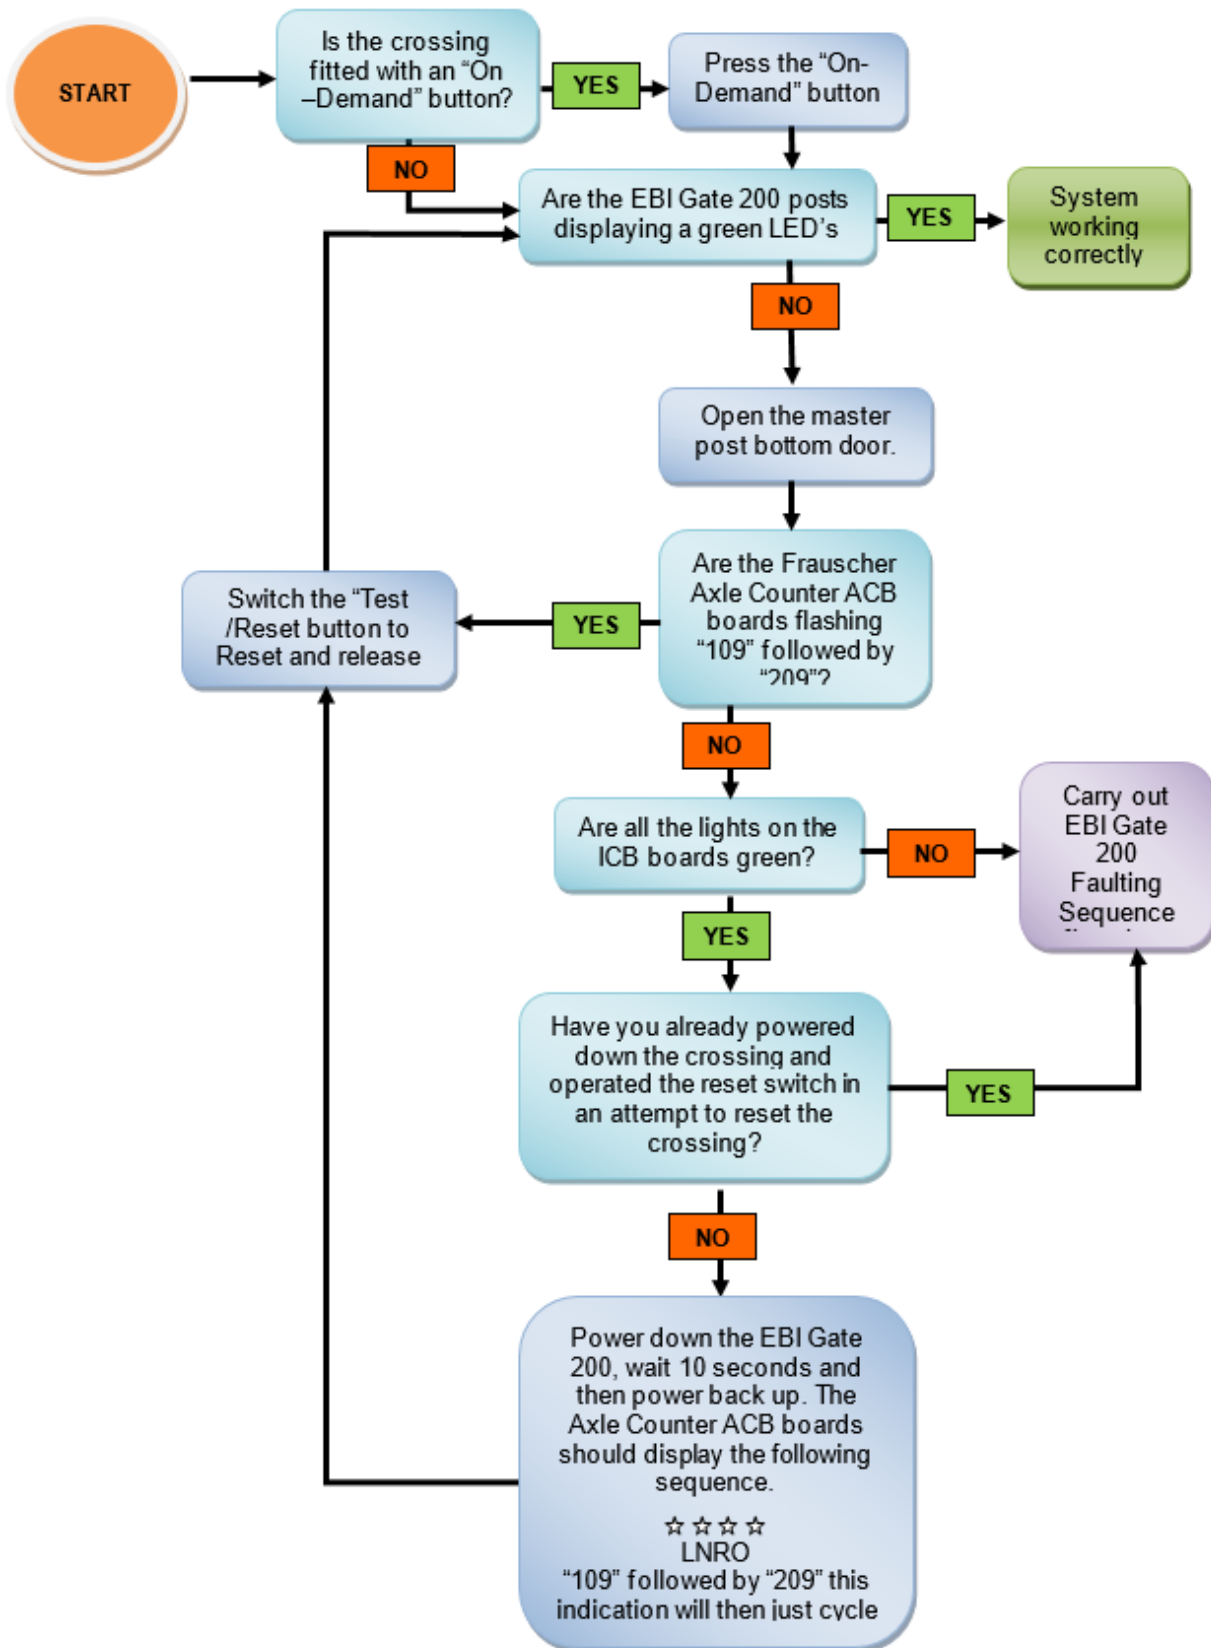 START
Is the crossing
fitted with an “On
–Demand” button?
YES
Press the “On-
Demand” button
NO
Are the EBI Gate 200 posts
displaying a green LED’s
YES
System
working
correctly
NO
Open the master
post bottom door.
Are the Frauscher
Axle Counter ACB
boards flashing
“109” followed by
“209”?
YES
Switch the “Test
/Reset button to
Reset and release
NO
Are all the lights on the
ICB boards green?
NO
Carry out
EBI Gate
200
Faulting
Sequence
YES
Have you already powered
down the crossing and
operated the reset switch in
an attempt to reset the
crossing?
YES
NO
Power down the EBI Gate
200, wait 10 seconds and
then power back up. The
Axle Counter ACB boards
should display the following
sequence.
☆☆☆☆
LNRO
“109” followed by “209” this
indication will then just cycle